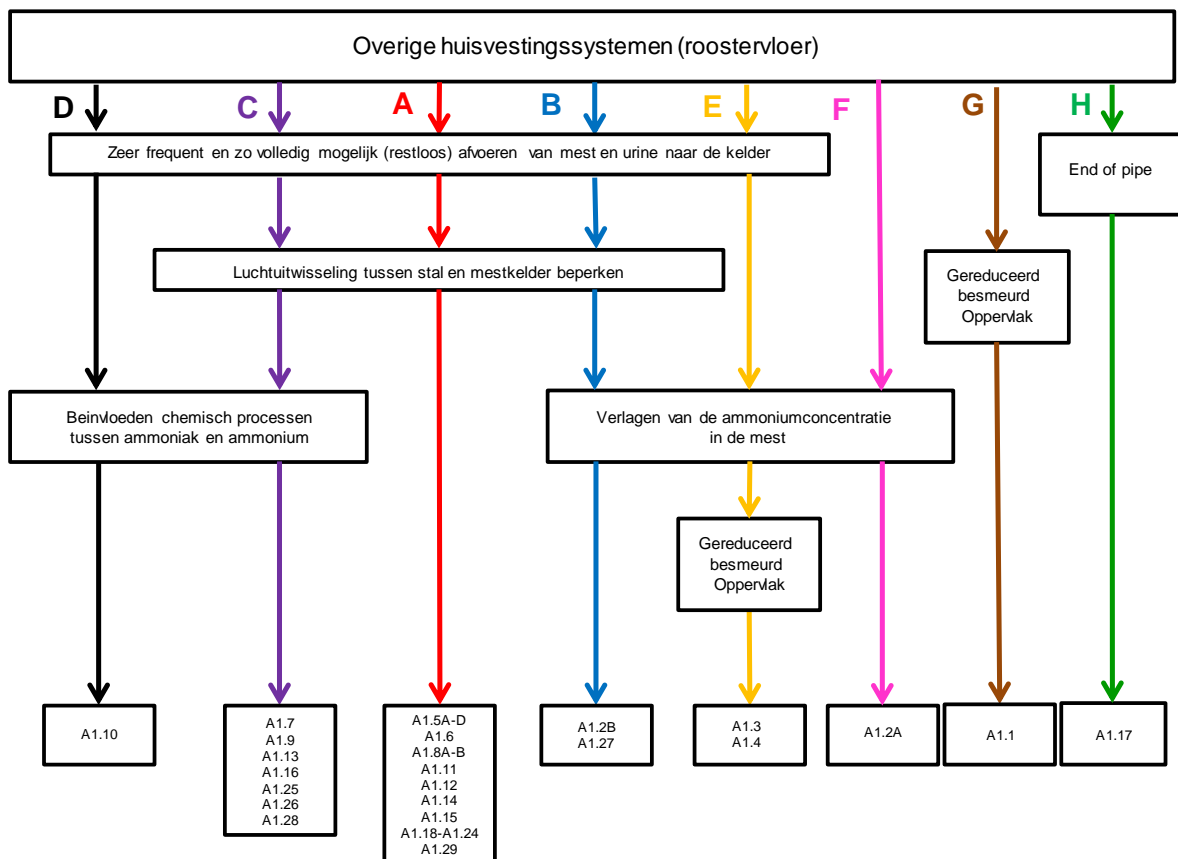 Overige huisvestingssystemen (roostervloer)
D
C
A
B
E
F
G
H
Zeer frequent en zo volledig mogelijk (restloos) afvoeren van mest en urine naar de kelder
End of pipe
Luchtuitwisseling tussen stal en mestkelder beperken
Gereduceerd
besmeurd
Oppervlak
Beinvloeden chemisch processen
tussen ammoniak en ammonium
Verlagen van de ammoniumconcentratie
in de mest
Gereduceerd
besmeurd
Oppervlak
A1.10
A1.7
A1.9
A1.13
A1.16
A1.25
A1.26
A1.28
A1.5A-D
A1.6
A1.8A-B
A1.11
A1.12
A1.14
A1.15
A1.18-A1.24
A1.29
A1.2B
A1.27
A1.3
A1.4
A1.2A
A1.1
A1.17